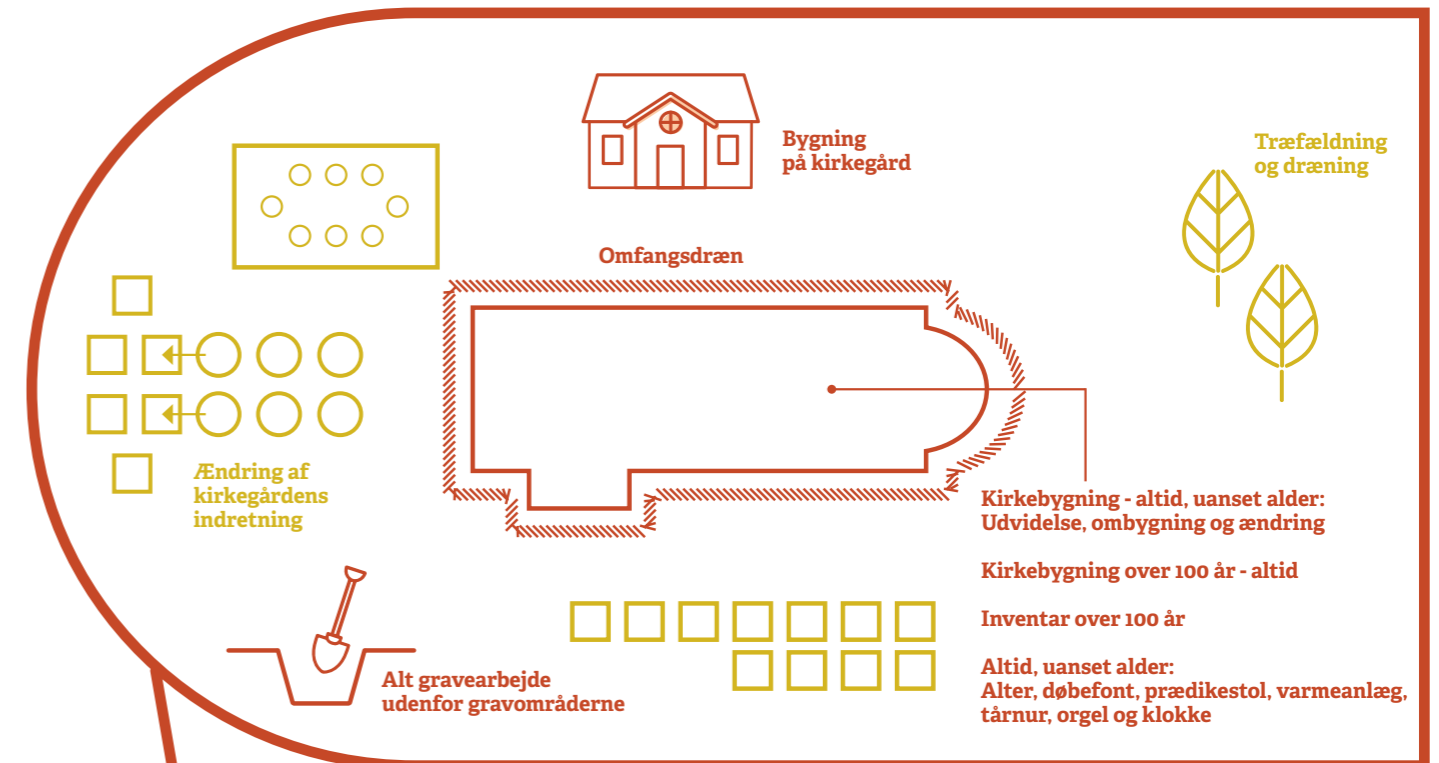 Bygning
på kirkegård
Træfældning
og dræning
Omfangsdræn
Ændring af
kirkegårdens
indretning
Kirkebygning - altid, uanset alder:
Udvidelse, ombygning og ændring
Kirkebygning over 100 år - altid
Inventar over 100 år
Altid, uanset alder:
Alter, døbefont, prædikestol, varmeanlæg,
tårnur, orgel og klokke
Alt gravearbejde
udenfor gravområderne